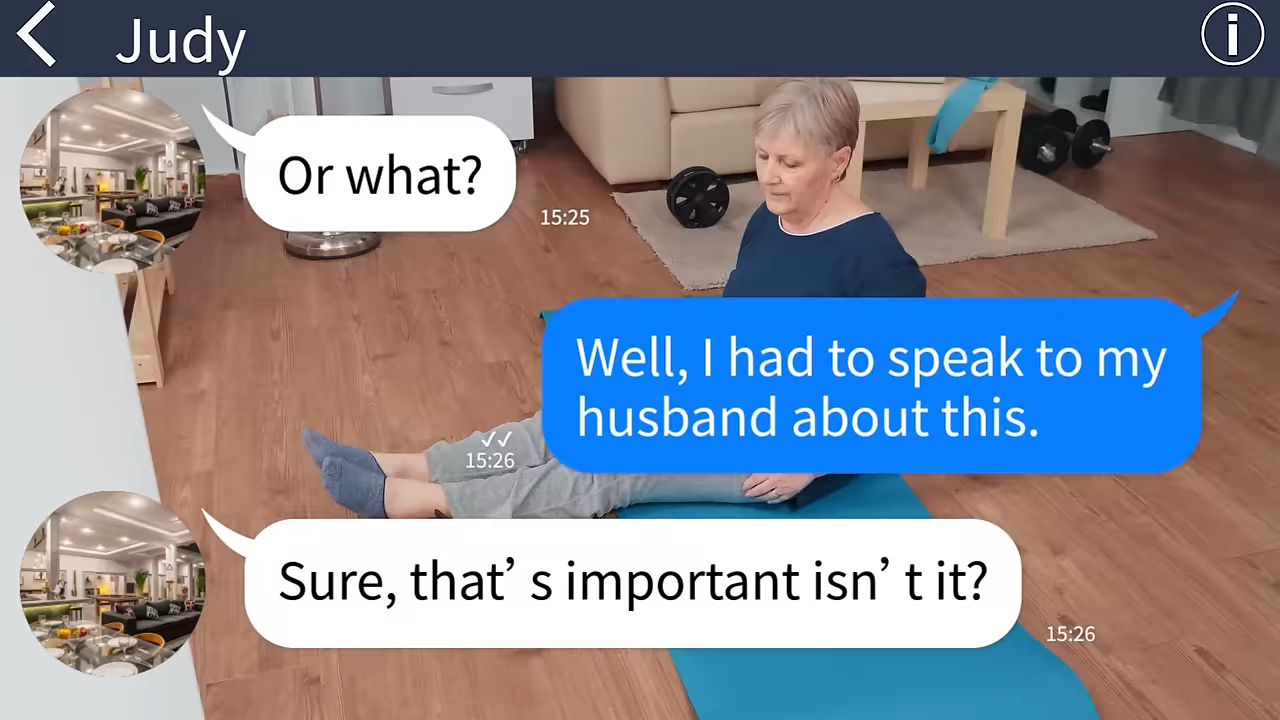 Judy
Or what?
15:25
Well, I had to speak to my
husband about this.
15:26
Sure, that’s important isn’t it?
15:26